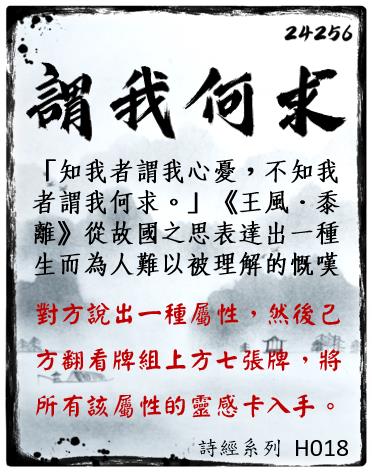 24256
謂我何求
「知我者謂我心憂，不知我
者謂我何求。」《王風·黍
離》從故國之思表達出一種
生而為人難以被理解的慨嘆
對方說出一種屬性，然後己
方翻看牌組上方七張牌，將
所有該屬性的靈感卡入手。
詩經系列 H018